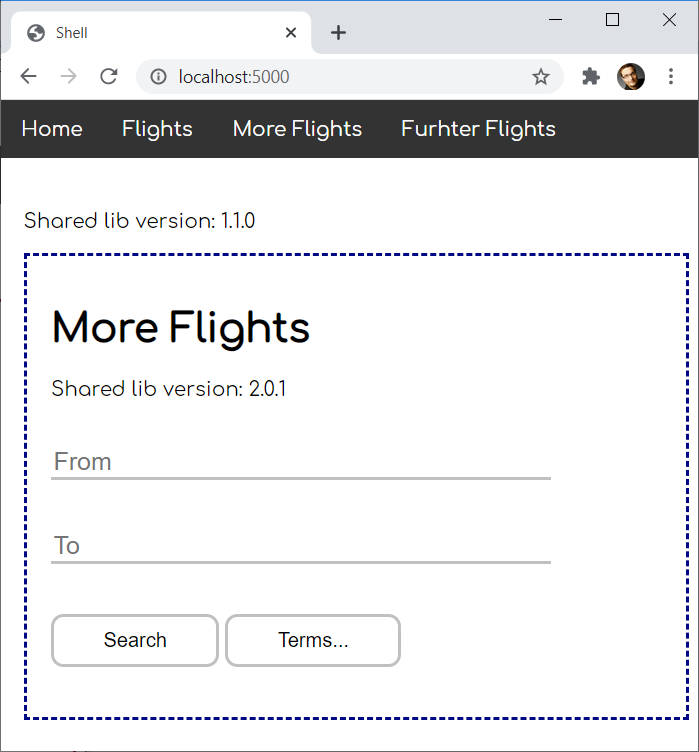 Shell
localhost:5000
Home Flights More Flights Furhter Flights
Shared lib version: 1.1.0
More Flights
Shared lib version: 2.0.1
From
To
Search Terms...